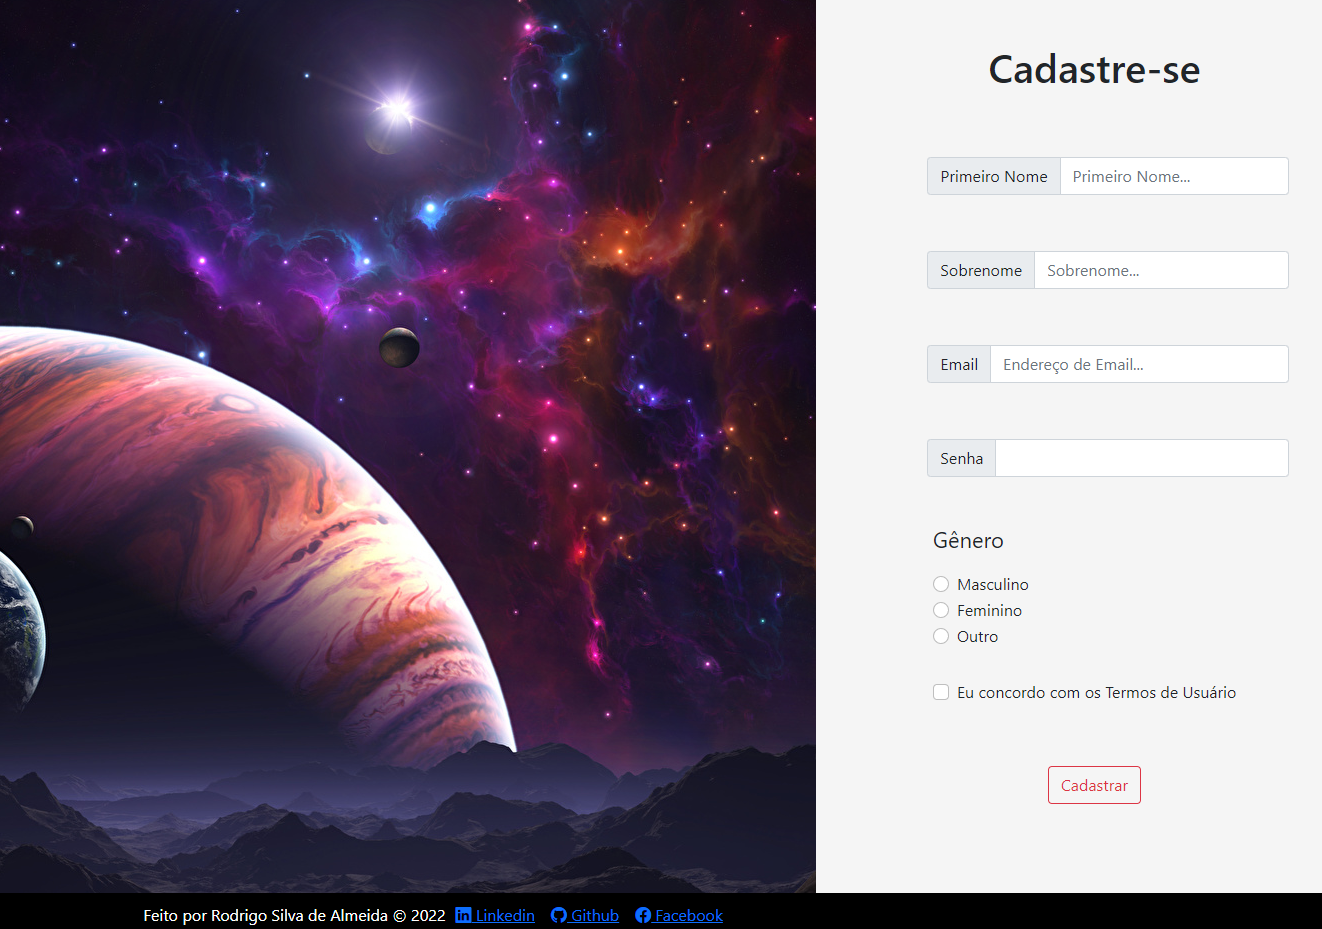 Cadastre-se
Primeiro Nome Primeiro Nome...
Sobrenome Sobrenome...
Email Endereço de Email...
Senha
Gênero
Masculino
Feminino
Outro
Eu concordo com os Termos de Usuário
Cadastrar
Feito por Rodrigo Silva de Almeida © 2022 Linkedin Github Facebook